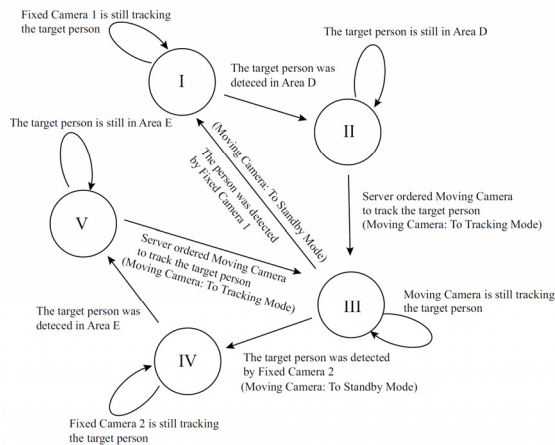 Fixed Camera 1 is still tracking
the target person
The target person is still in Area D
I
The target person was
deteced in Area D
II
The target person is still in Area E
(Moving Camera: To Standby Mode)
The person was detected
by Fixed Camera 1
V
Server ordered Moving Camera
to track the target person
(Moving Camera: To Tracking Mode)
Server ordered Moving Camera
to track the target person
(Moving Camera: To Tracking Mode)
III
Moving Camera is still tracking
the target person
The target person was
deteced in Area E
IV
The target person was detected
by Fixed Camera 2
(Moving Camera: To Standby Mode)
Fixed Camera 2 is still tracking
the target person